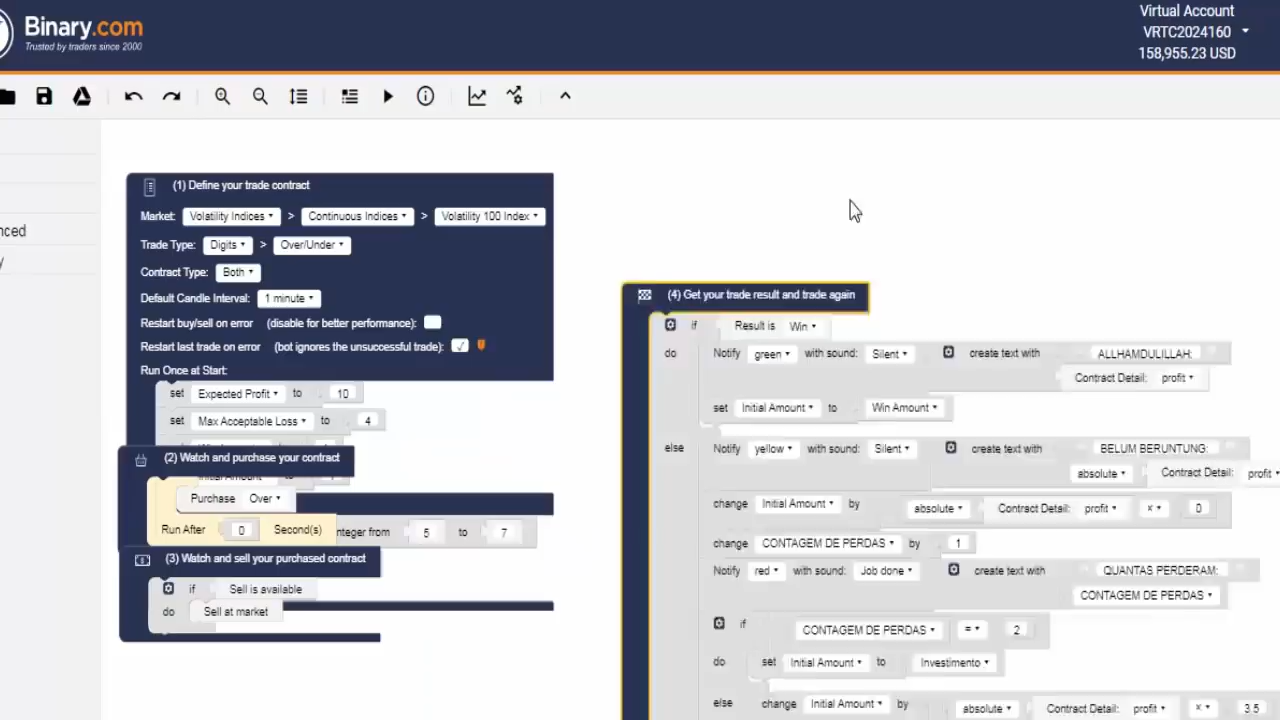 Binary.com
Trusted by traders since 2000
Virtual Account
VRTC2024160
158,955.23 USD
(1) Define your trade contract
Market: Volatility Indices > Continuous Indices > Volatility 100 Index
Trade Type: Digits > Over/Under
Contract Type: Both
Default Candle Interval: 1 minute
Restart buy/sell on error (disable for better performance):
Restart last trade on error (bot ignores the unsuccessful trade):
Run Once at Start:
set Expected Profit to 10
set Max Acceptable Loss to 4
(2) Watch and purchase your contract
Purchase Over
Run After 0 Second(s) nteger from 5 to 7
(3) Watch and sell your purchased contract
if Sell is available
do Sell at market
(4) Get your trade result and trade again
if Result is Win
do Notify green with sound: Silent create text with ALLHAMDULILLAH:
Contract Detail: profit
set Initial Amount to Win Amount
else Notify yellow with sound: Silent create text with BELUM BERUNTUNG:
absolute Contract Detail: profit
change Initial Amount by absolute Contract Detail: profit x 0
change CONTAGEM DE PERDAS by 1
Notify red with sound: Job done create text with QUANTAS PERDERAM:
CONTAGEM DE PERDAS
if CONTAGEM DE PERDAS = 2
do set Initial Amount to Investimento
else change Initial Amount by absolute Contract Detail: profit x 3.5
nced
y